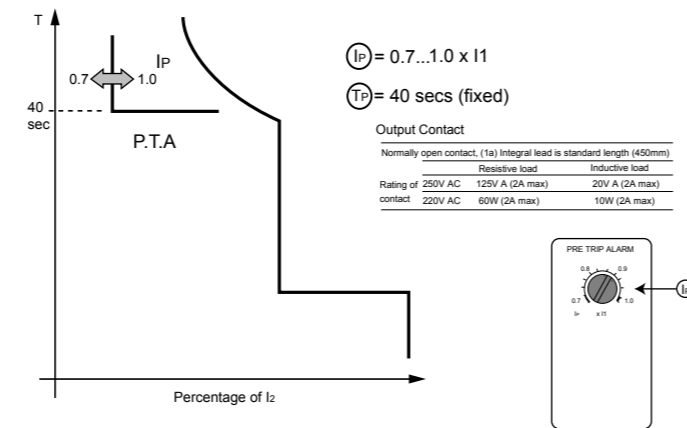 T
IP
0.7 1.0
40
sec
P.T.A
Percentage of I2
IP = 0.7...1.0 x I1
TP = 40 secs (fixed)
Output Contact
Normally open contact, (1a) Integral lead is standard length (450mm)
Resistive load Inductive load
Rating of contact
250V AC 125V A (2A max) 20V A (2A max)
220V AC 60W (2A max) 10W (2A max)
PRE TRIP ALARM
0.8 0.9
0.7 1.0
IP x I1